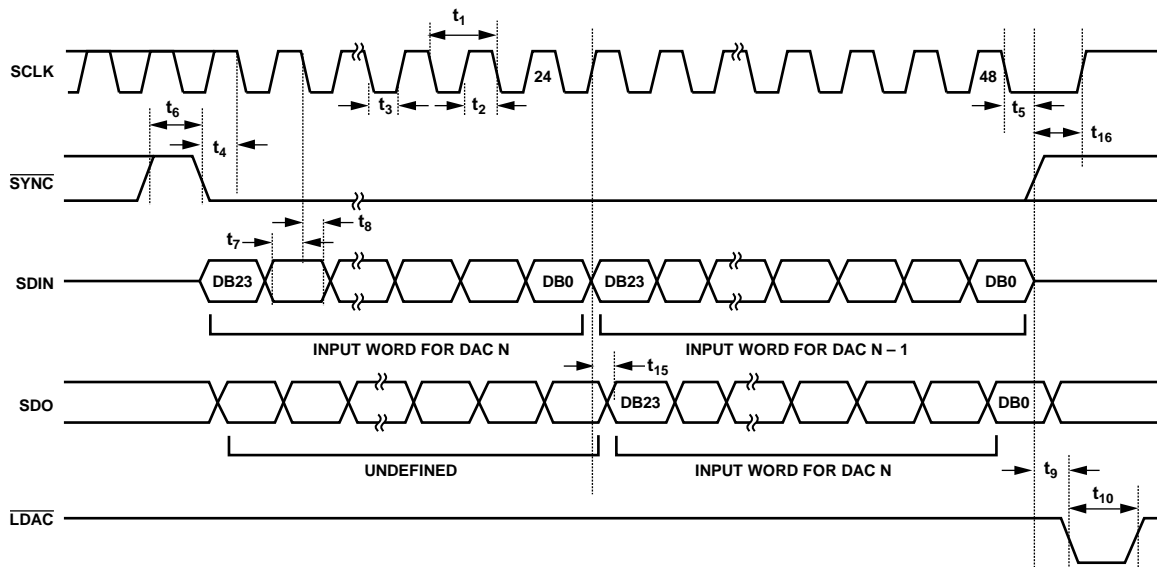 t1
SCLK
24
48
t3
t2
t5
t16
t6
t4
SYNC
t7
t8
SDIN
DB23
DB0
DB23
DB0
INPUT WORD FOR DAC N
INPUT WORD FOR DAC N – 1
t15
SDO
DB23
DB0
UNDEFINED
INPUT WORD FOR DAC N
t9
t10
LDAC